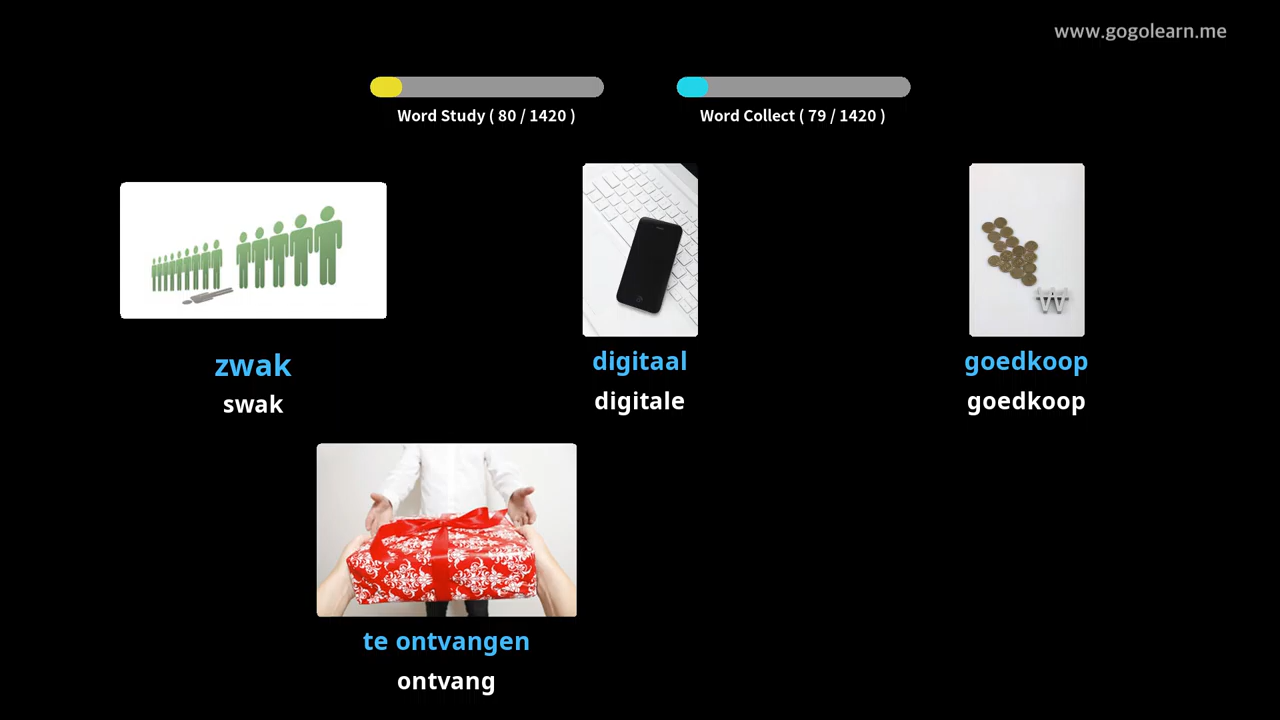 www.gogolearn.me
Word Study ( 80 / 1420 )
Word Collect ( 79 / 1420 )
zwak
swak
digitaal
digitale
goedkoop
goedkoop
te ontvangen
ontvang